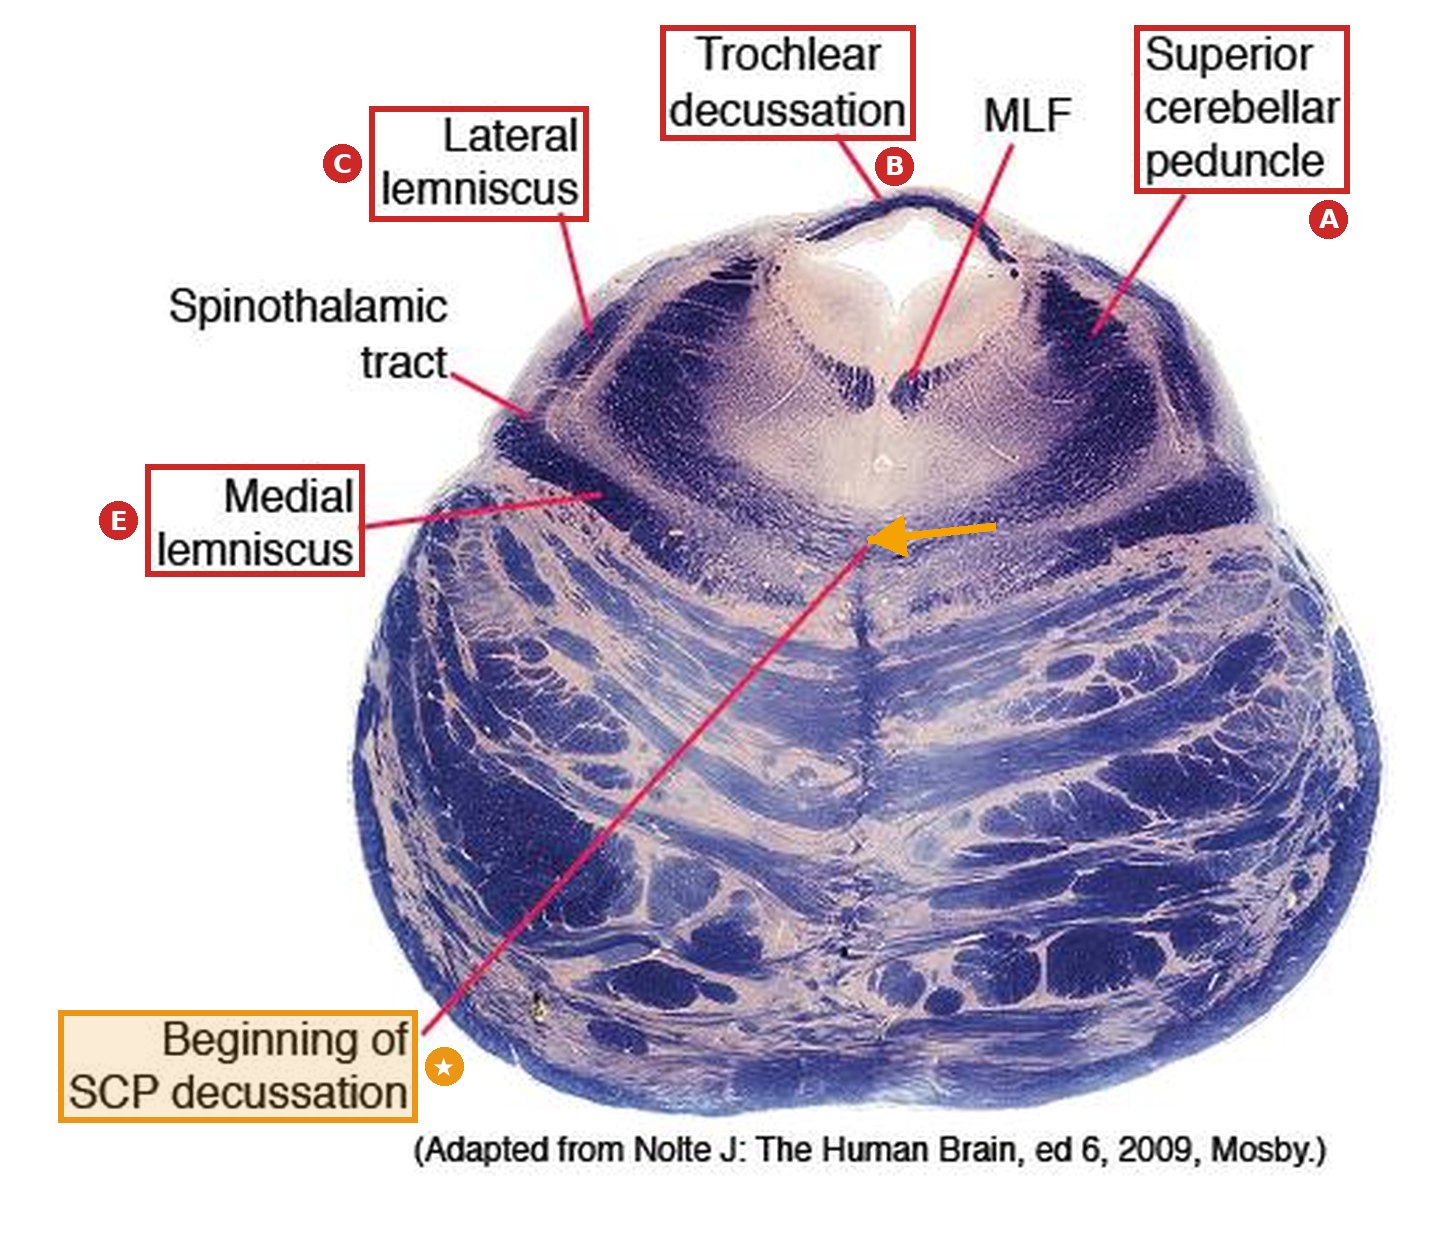 Trochlear
decussation
B
MLF
Superior
cerebellar
peduncle
A
C
Lateral
lemniscus
Spinothalamic
tract
E
Medial
lemniscus
Beginning of
SCP decussation
(Adapted from Nolte J: The Human Brain, ed 6, 2009, Mosby.)